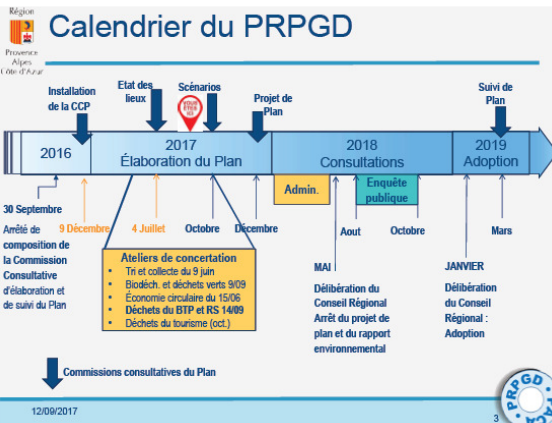 Région
Provence
Alpes
Côte d'Azur
Calendrier du PRPGD
Installation
de la CCP
Etat des
lieux
VOUS
ÊTES
ICI
Scénarios
Projet de
Plan
Suivi de
Plan
2016
2017
Élaboration du Plan
2018
Consultations
2019
Adoption
Admin.
Enquête
publique
30 Septembre
Arrêté de
composition de
la Commission
Consultative
d'élaboration et
de suivi du Plan
9 Décembre
4 Juillet
Octobre
Décembre
Aout
Octobre
Mars
Ateliers de concertation
• Tri et collecte du 9 juin
• Biodéch. et déchets verts 9/09
• Économie circulaire du 15/06
• Déchets du BTP et RS 14/09
• Déchets du tourisme (oct.)
MAI
Délibération du
Conseil Régional
Arrêt du projet de
plan et du rapport
environnemental
JANVIER
Délibération
du Conseil
Régional :
Adoption
Commissions consultatives du Plan
12/09/2017
3
PRPGD
PACA